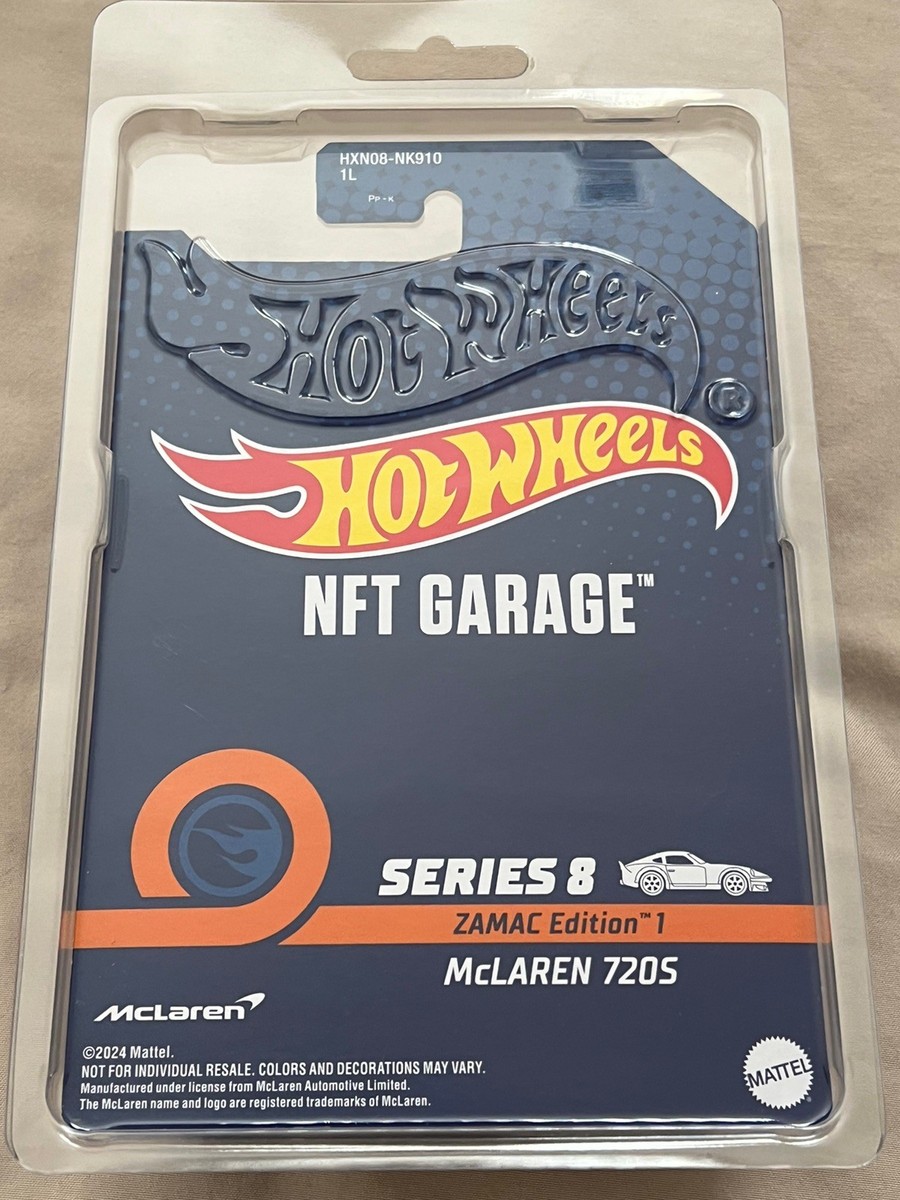 HXN08-NK910
1L
PP-K
HOT WHEELS ®
HOT WHEELS
NFT GARAGE™
SERIES 8
ZAMAC Edition™ 1
McLAREN 720S
McLaren
©2024 Mattel.
NOT FOR INDIVIDUAL RESALE. COLORS AND DECORATIONS MAY VARY.
Manufactured under license from McLaren Automotive Limited.
The McLaren name and logo are registered trademarks of McLaren.
MATTEL